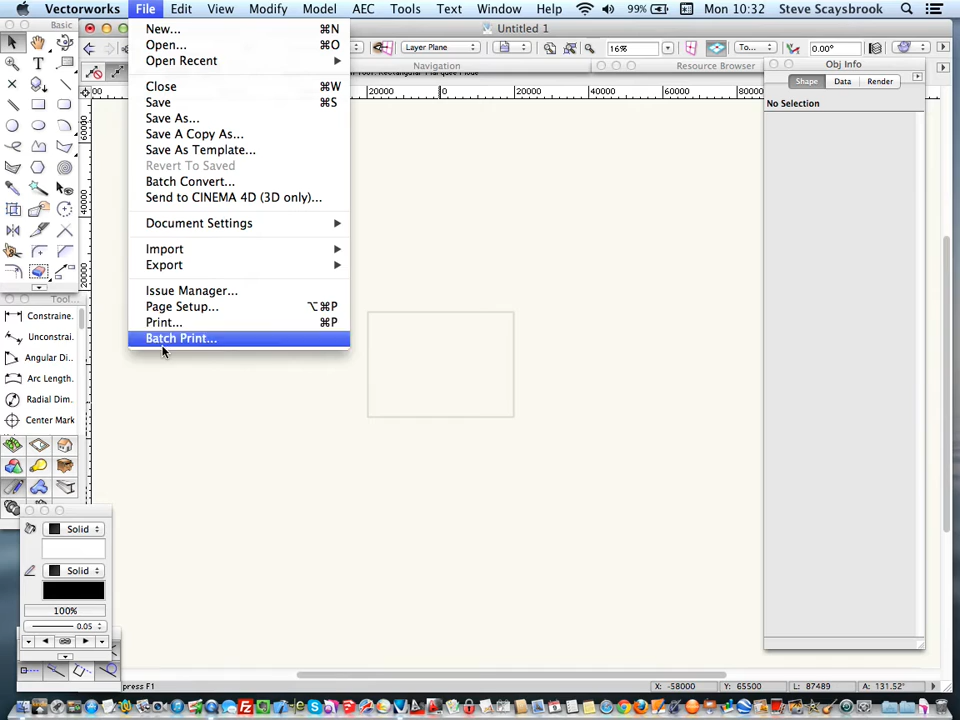 Vectorworks File Edit View Modify Model AEC Tools Text Window Help 99% Mon 10:32 Steve Scaysbrook
Basic
Untitled 1
New... ⌘N
Open... ⌘O
Open Recent
Close ⌘W
Save ⌘S
Save As...
Save A Copy As...
Save As Template...
Revert To Saved
Batch Convert...
Send to CINEMA 4D (3D only)...
Document Settings
Import
Export
Issue Manager...
Page Setup... ⌥⌘P
Print... ⌘P
Batch Print...
Layer Plane 16% To... 0.00°
Navigation
Resource Browser
Obj Info
Shape Data Render
No Selection
20000 0 20000 40000 60000 80000
60000
40000
20000
Tool...
Constraine.
Unconstrai.
Angular Di..
Arc Length.
Radial Dim.
Center Mark
Solid
Solid
100%
0.05
press F1
X: -58000 Y: 65500 L: 87489 A: 131.52°